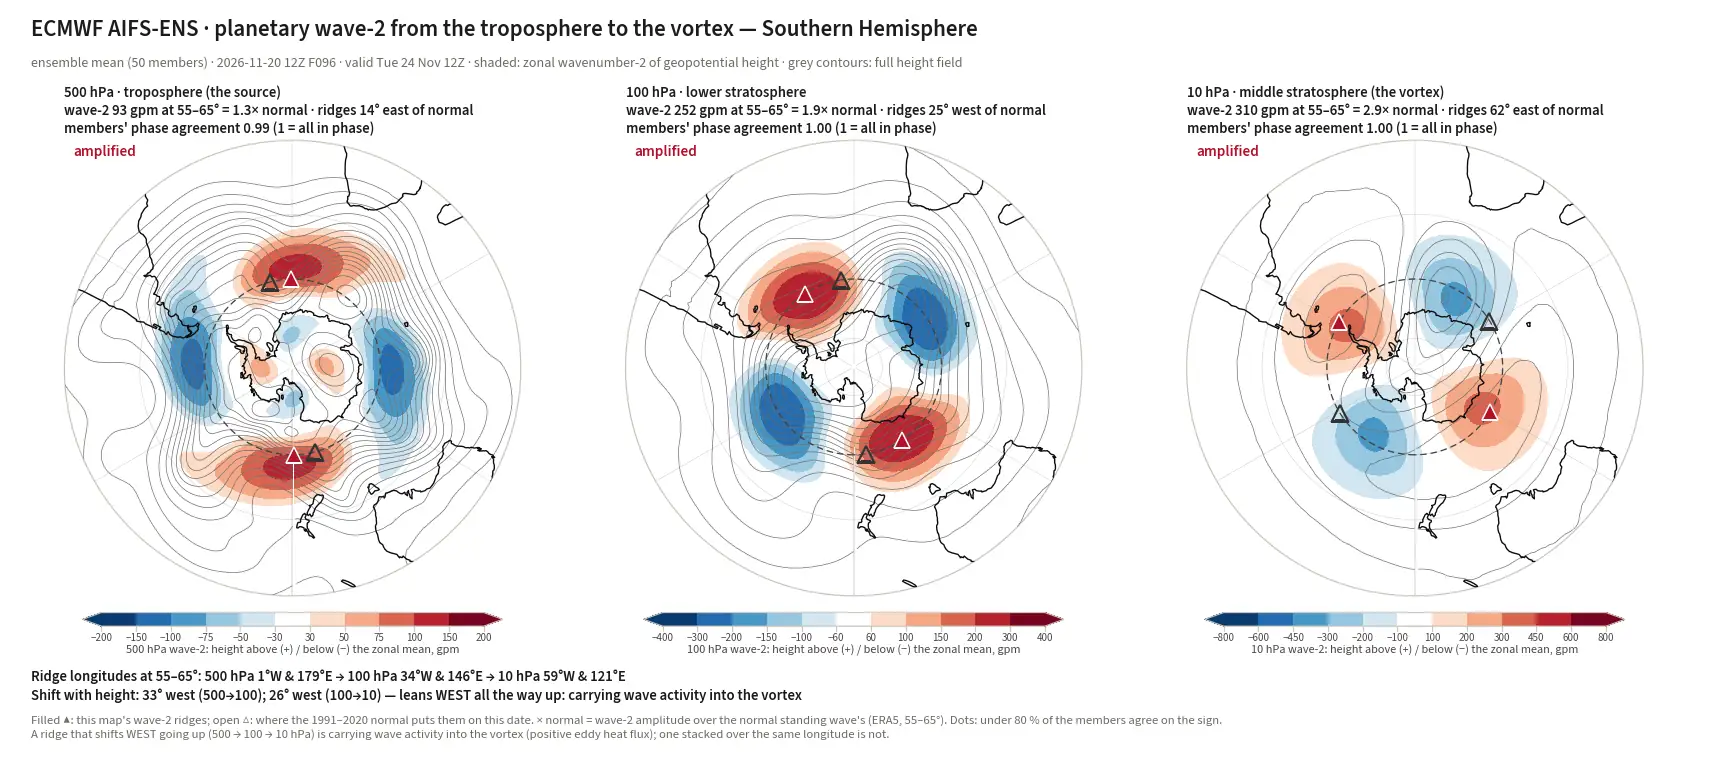 ECMWF AIFS-ENS · planetary wave-2 from the troposphere to the vortex — Southern Hemisphere
ensemble mean (50 members) · 2026-11-20 12Z F096 · valid Tue 24 Nov 12Z · shaded: zonal wavenumber-2 of geopotential height · grey contours: full height field
500 hPa · troposphere (the source)
wave-2 93 gpm at 55–65° = 1.3× normal · ridges 14° east of normal
members' phase agreement 0.99 (1 = all in phase)
amplified
100 hPa · lower stratosphere
wave-2 252 gpm at 55–65° = 1.9× normal · ridges 25° west of normal
members' phase agreement 1.00 (1 = all in phase)
amplified
10 hPa · middle stratosphere (the vortex)
wave-2 310 gpm at 55–65° = 2.9× normal · ridges 62° east of normal
members' phase agreement 1.00 (1 = all in phase)
amplified
−200 −150 −100 −75 −50 −30 30 50 75 100 150 200
500 hPa wave-2: height above (+) / below (−) the zonal mean, gpm
−400 −300 −200 −150 −100 −60 60 100 150 200 300 400
100 hPa wave-2: height above (+) / below (−) the zonal mean, gpm
−800 −600 −450 −300 −200 −100 100 200 300 450 600 800
10 hPa wave-2: height above (+) / below (−) the zonal mean, gpm
Ridge longitudes at 55–65°: 500 hPa 1°W & 179°E → 100 hPa 34°W & 146°E → 10 hPa 59°W & 121°E
Shift with height: 33° west (500→100); 26° west (100→10) — leans WEST all the way up: carrying wave activity into the vortex
Filled ▲: this map's wave-2 ridges; open △: where the 1991–2020 normal puts them on this date. × normal = wave-2 amplitude over the normal standing wave's (ERA5, 55–65°). Dots: under 80 % of the members agree on the sign.
A ridge that shifts WEST going up (500 → 100 → 10 hPa) is carrying wave activity into the vortex (positive eddy heat flux); one stacked over the same longitude is not.